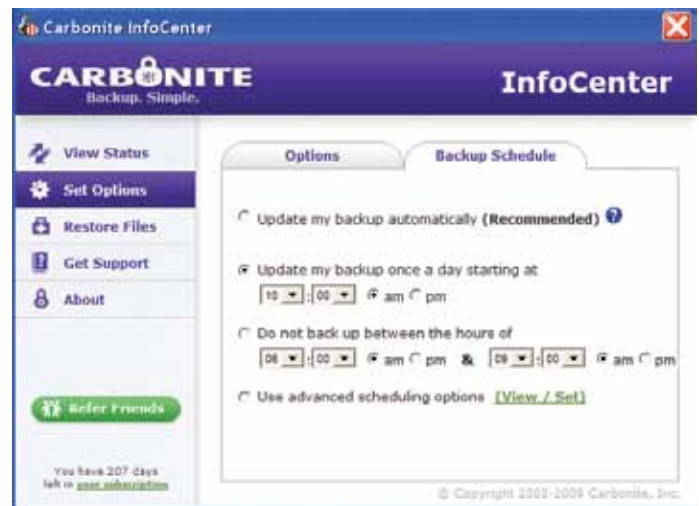 Carbonite InfoCenter
CARBONITE
Backup. Simple.
InfoCenter
View Status
Set Options
Restore Files
Get Support
About
Refer Friends
You have 207 days
left in your subscription
Options
Backup Schedule
Update my backup automatically (Recommended) ?
Update my backup once a day starting at
10 : 00 am pm
Do not back up between the hours of
:00 am pm & :00 am pm
Use advanced scheduling options (View / Set)
© Copyright 2005-2009 Carbonite, Inc.